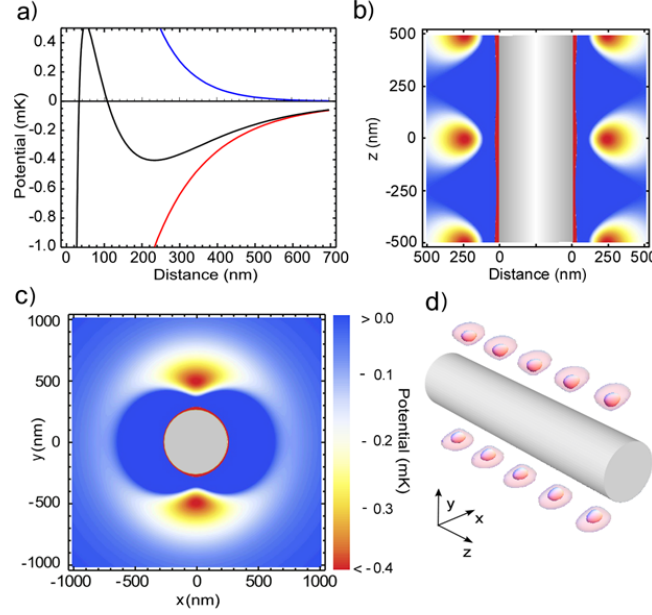 a)
0.4
0.2
0
-0.2
-0.4
-0.6
-0.8
-1.0
Potential (mK)
0 100 200 300 400 500 600 700
Distance (nm)
b)
500
250
0
-250
-500
z (nm)
500 250 0 0 250 500
Distance (nm)
c)
1000
500
0
-500
-1000
y(nm)
-1000 -500 0 500 1000
x(nm)
> 0.0
- 0.1
- 0.2
- 0.3
< - 0.4
Potential (mK)
d)
y
x
z